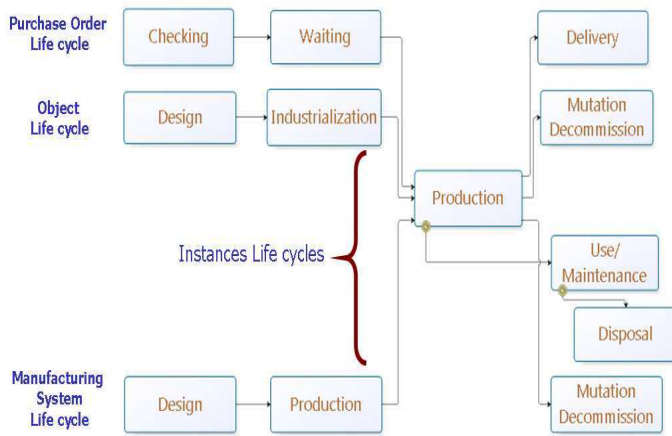 Purchase Order
Life cycle
Checking
Waiting
Delivery
Object
Life cycle
Design
Industrialization
Mutation
Decommission
Production
Instances Life cycles
Use/
Maintenance
Disposal
Manufacturing
System
Life cycle
Design
Production
Mutation
Decommission